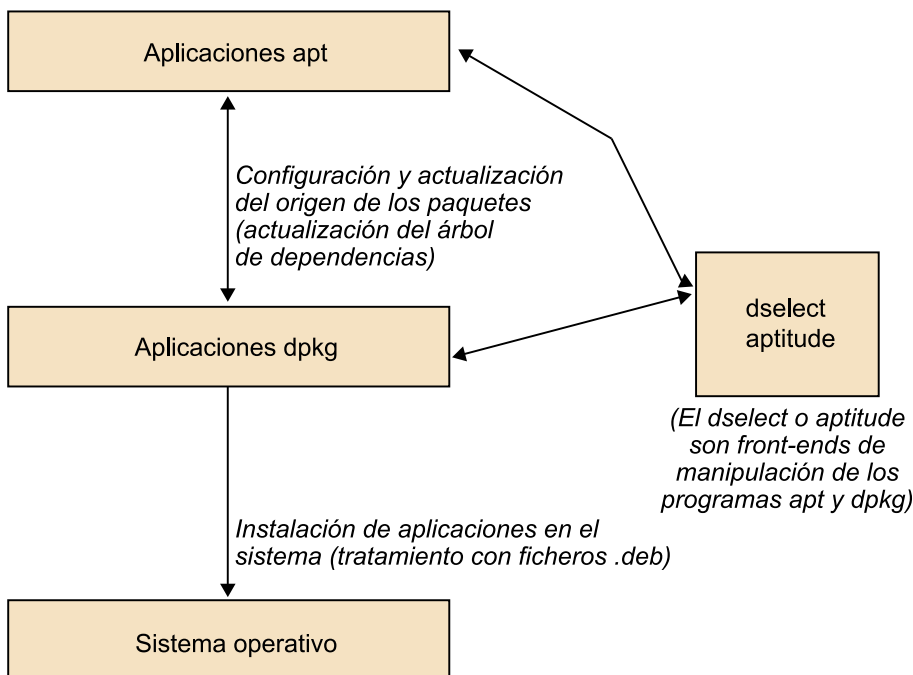 Aplicaciones apt
Configuración y actualización
del origen de los paquetes
(actualización del árbol
de dependencias)
dselect
aptitude
Aplicaciones dpkg
(El dselect o aptitude
son front-ends de
manipulación de los
programas apt y dpkg)
Instalación de aplicaciones en el
sistema (tratamiento con ficheros .deb)
Sistema operativo